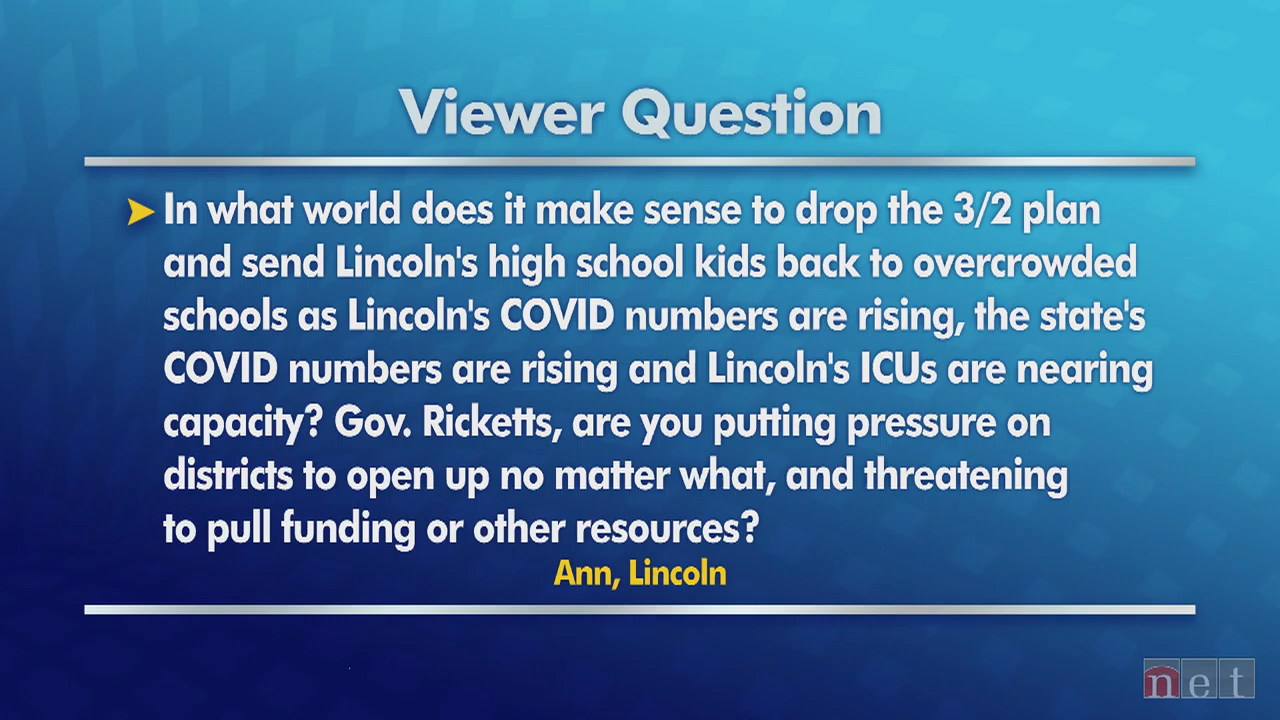 Viewer Question
➤ In what world does it make sense to drop the 3/2 plan
and send Lincoln's high school kids back to overcrowded
schools as Lincoln's COVID numbers are rising, the state's
COVID numbers are rising and Lincoln's ICUs are nearing
capacity? Gov. Ricketts, are you putting pressure on
districts to open up no matter what, and threatening
to pull funding or other resources?
Ann, Lincoln
net